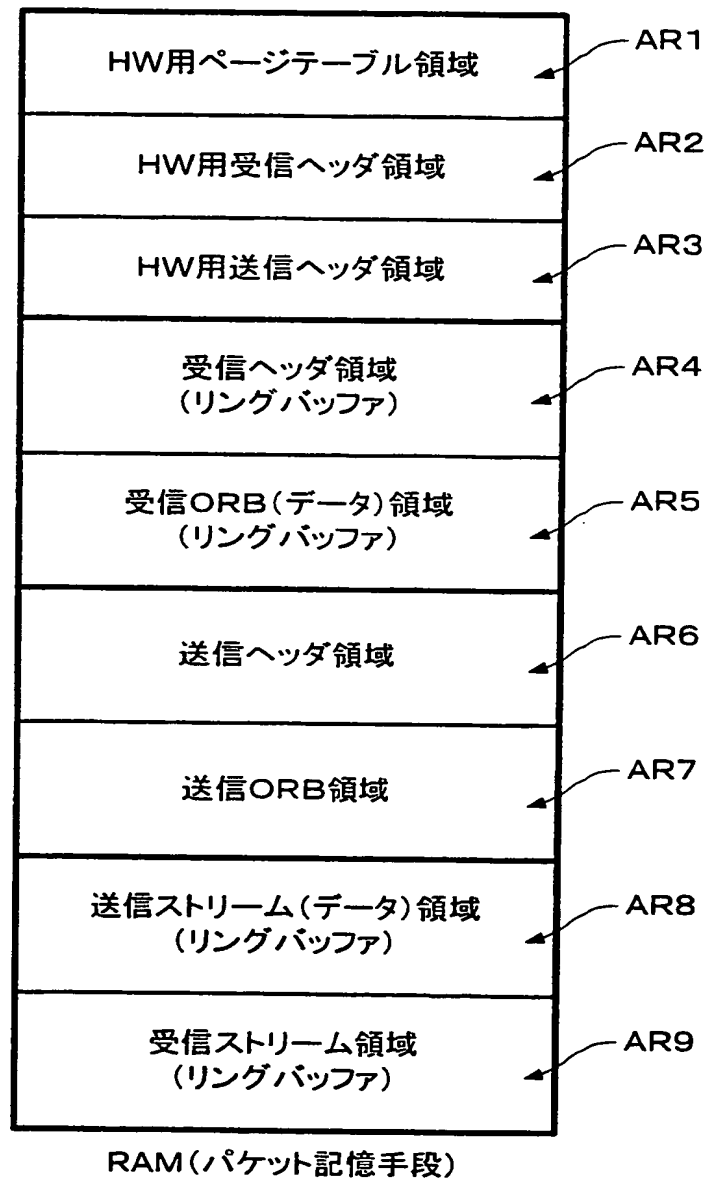 HW用ページテーブル領域
AR1
HW用受信ヘッダ領域
AR2
HW用送信ヘッダ領域
AR3
受信ヘッダ領域
(リングバッファ)
AR4
受信ORB(データ)領域
(リングバッファ)
AR5
送信ヘッダ領域
AR6
送信ORB領域
AR7
送信ストリーム(データ)領域
(リングバッファ)
AR8
受信ストリーム領域
(リングバッファ)
AR9
RAM(パケット記憶手段)